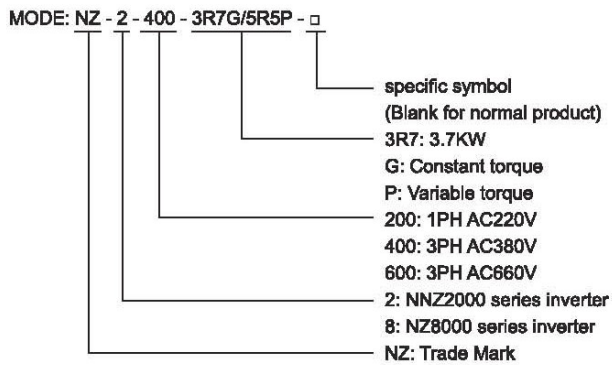 MODE: NZ - 2 - 400 - 3R7G/5R5P - □
specific symbol
(Blank for normal product)
3R7: 3.7KW
G: Constant torque
P: Variable torque
200: 1PH AC220V
400: 3PH AC380V
600: 3PH AC660V
2: NNZ2000 series inverter
8: NZ8000 series inverter
NZ: Trade Mark